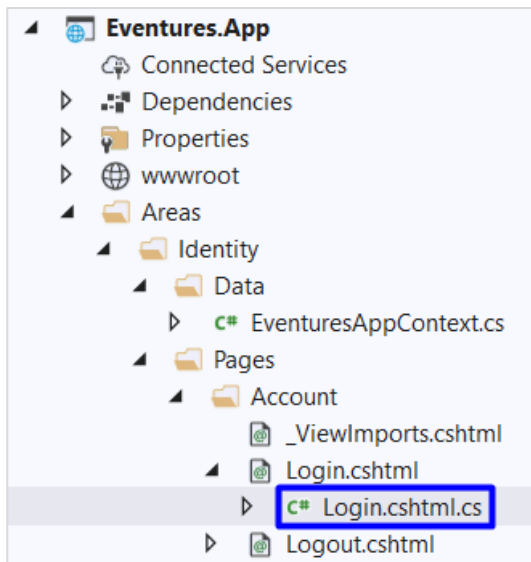 Eventures.App
Connected Services
Dependencies
Properties
wwwroot
Areas
Identity
Data
C# EventuresAppContext.cs
Pages
Account
_ViewImports.cshtml
Login.cshtml
C# Login.cshtml.cs
Logout.cshtml